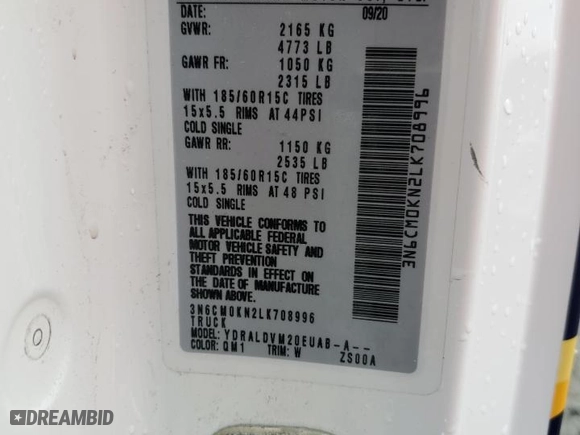 DATE: 09/20
GVWR: 2165 KG
4773 LB
GAWR FR: 1050 KG
2315 LB
WITH 185/60R15C TIRES
15x5.5 RIMS AT 44PSI
COLD SINGLE
GAWR RR: 1150 KG
2535 LB
WITH 185/60R15C TIRES
15x5.5 RIMS AT 48 PSI
COLD SINGLE
THIS VEHICLE CONFORMS TO
ALL APPLICABLE FEDERAL
MOTOR VEHICLE SAFETY AND
THEFT PREVENTION
STANDARDS IN EFFECT ON
THE DATE OF MANUFACTURE
SHOWN ABOVE.
3N6CM0KN2LK708996
TRUCK
MODEL: YDRALDVM20EUAB-A--
COLOR: QM1 TRIM: W ZS00A
3N6CM0KN2LK708996
DREAMBID